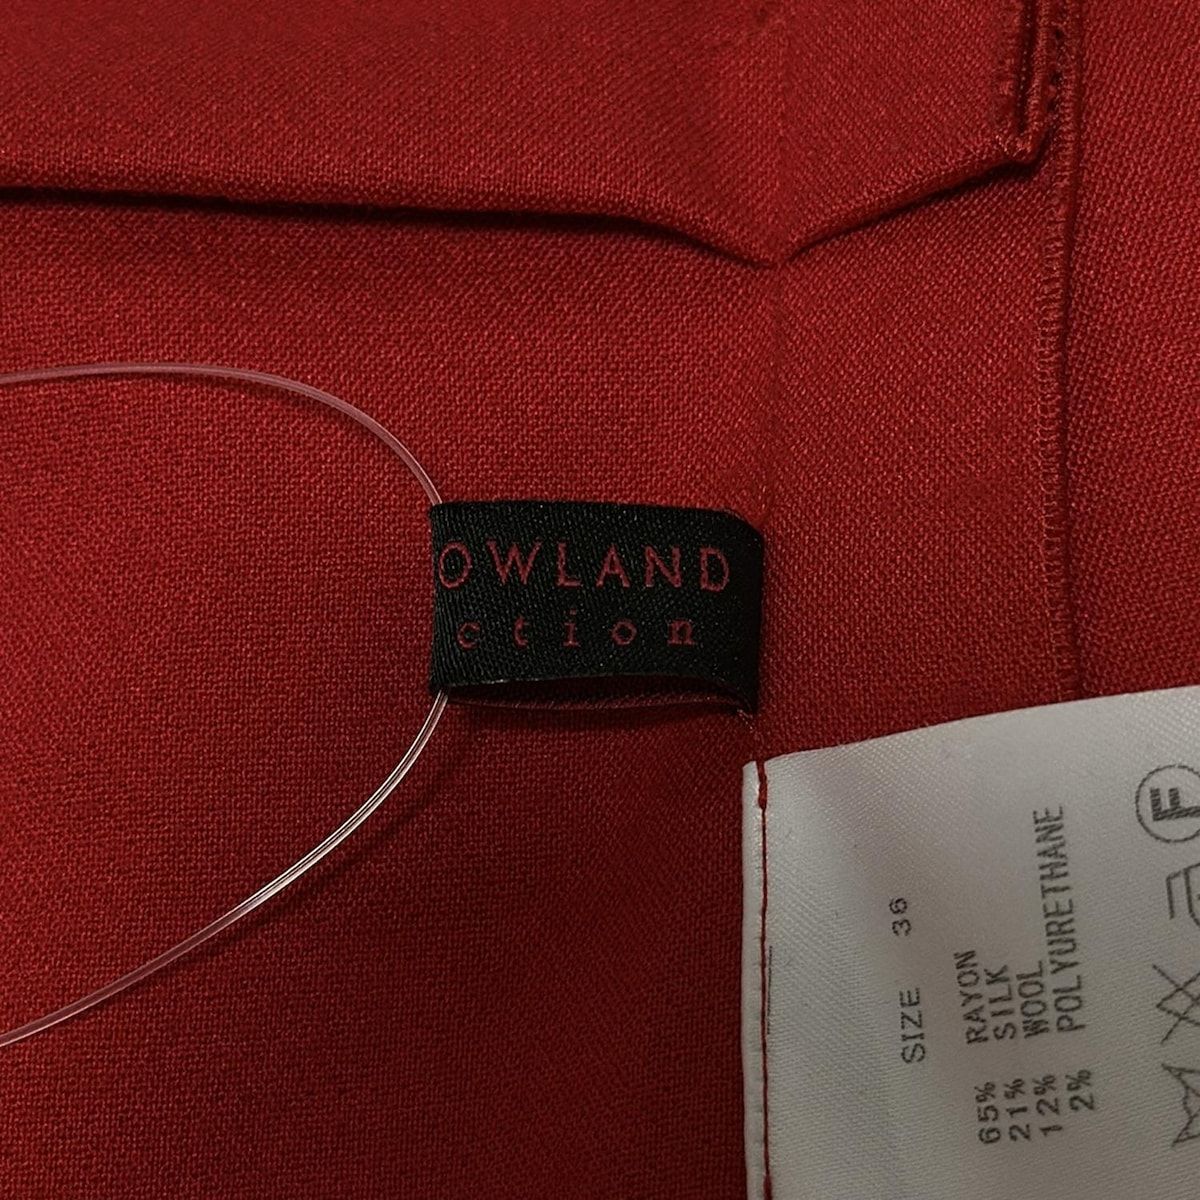 OWLAND
ction
SIZE 36
65% RAYON
21% SILK
12% WOOL
2% POLYURETHANE
F